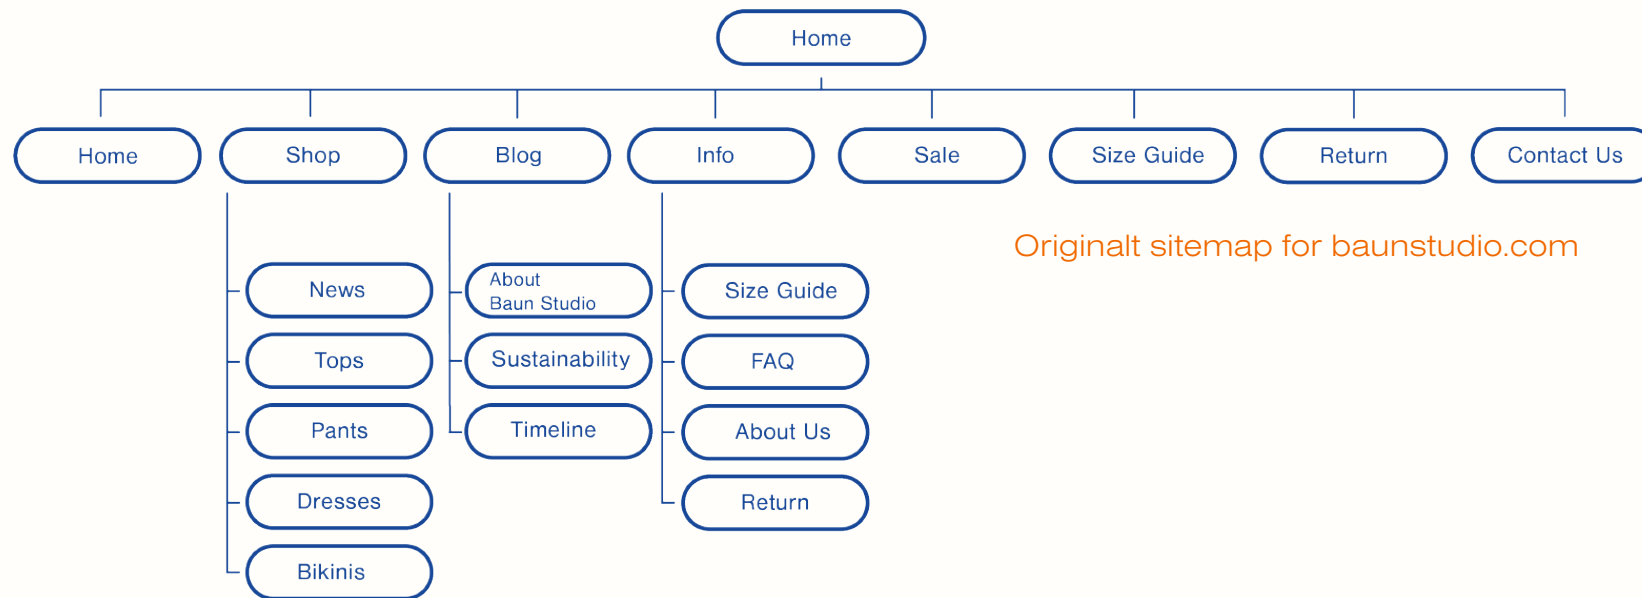 Home
Home
Shop
Blog
Info
Sale
Size Guide
Return
Contact Us
Originalt sitemap for baunstudio.com
News
Tops
Pants
Dresses
Bikinis
About
Baun Studio
Sustainability
Timeline
Size Guide
FAQ
About Us
Return